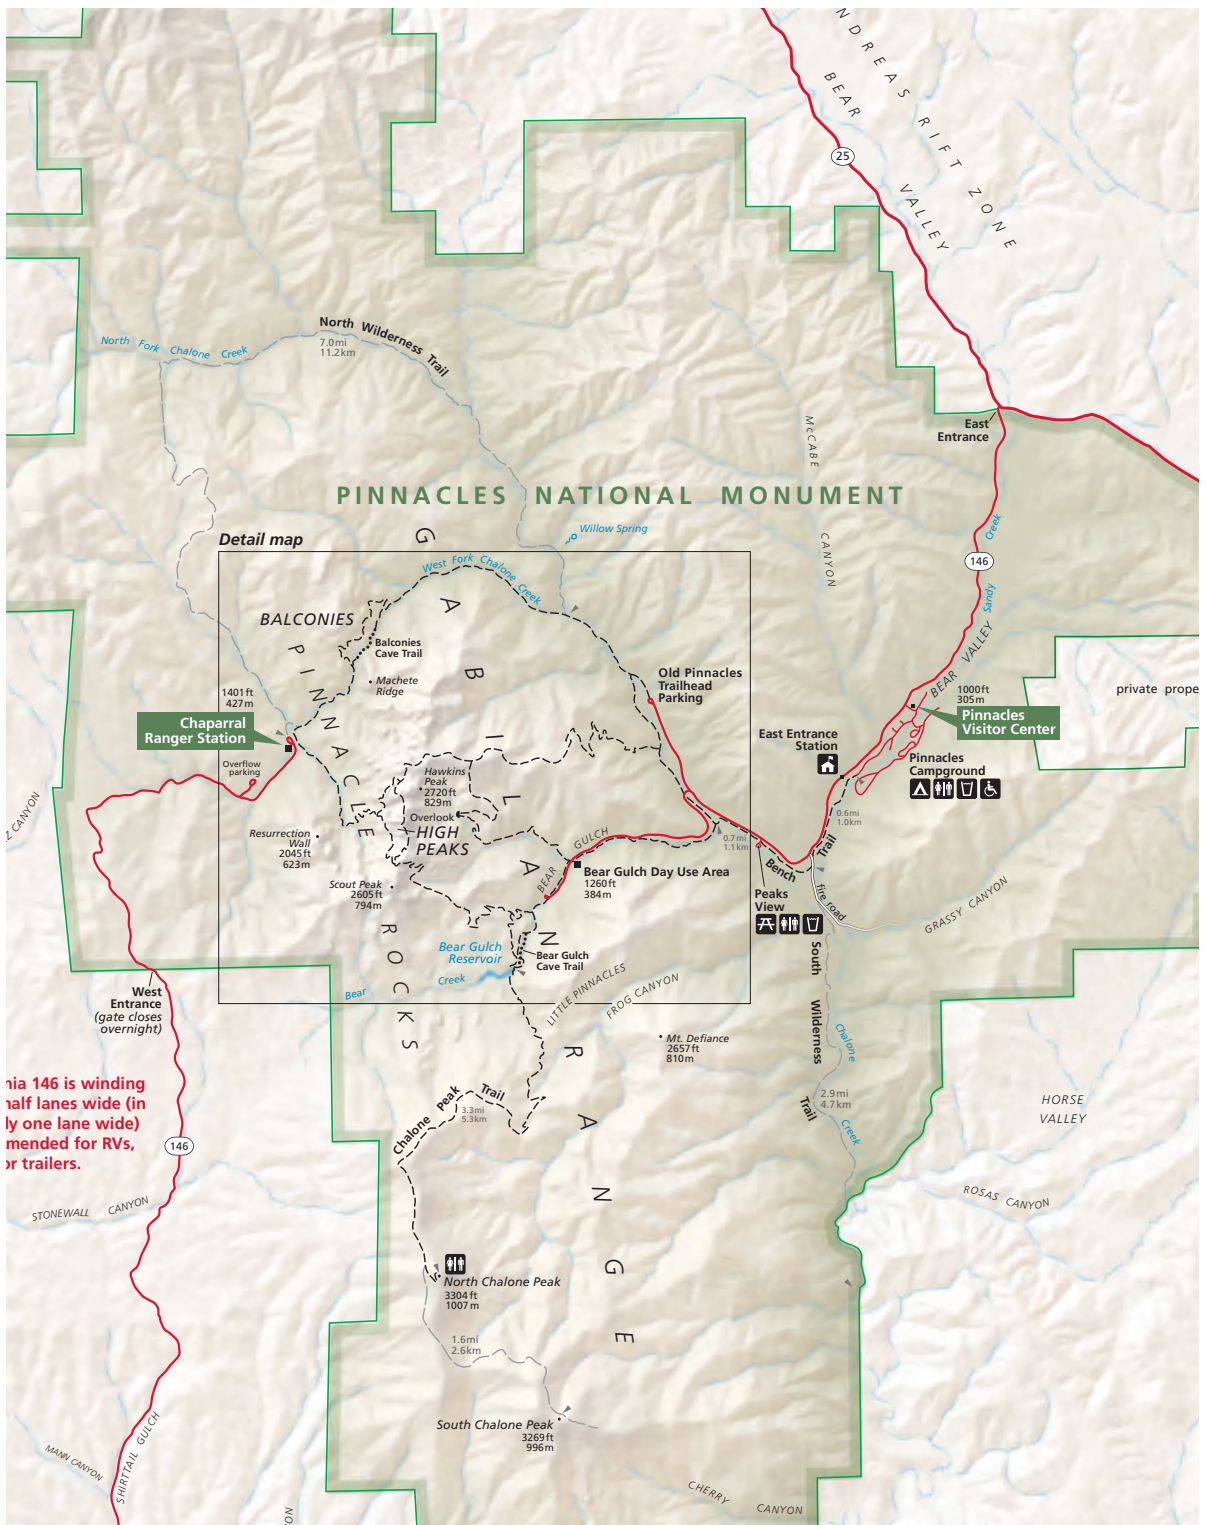 NDREAS RIFT ZONE
BEAR
VALLEY
25
North Fork Chalone Creek
North Wilderness Trail
7.0mi
11.2km
East
Entrance
McCABE
CANYON
PINNACLES NATIONAL MONUMENT
Detail map
Willow Spring
West Fork Chalone Creek
Sandy Creek
146
GABILAN RANGE
BALCONIES
PINNACLE ROCKS
Balconies
Cave Trail
Machete
Ridge
Old Pinnacles
Trailhead
Parking
BEAR VALLEY
1000ft
305m
Pinnacles
Visitor Center
private prope
1401ft
427m
Chaparral
Ranger Station
Overflow
parking
East Entrance
Station
Pinnacles
Campground
Hawkins
Peak
2720ft
829m
Overlook
HIGH
PEAKS
0.6mi
1.0km
0.7mi
1.1km
Bench Trail
Resurrection
Wall
2045ft
623m
BEAR GULCH
Bear Gulch Day Use Area
1260ft
384m
Scout Peak
2605ft
794m
Peaks
View
fire road
GRASSY CANYON
Z CANYON
Bear Gulch
Reservoir
Bear Gulch
Cave Trail
Bear Creek
LITTLE PINNACLES
FROG CANYON
West
Entrance
(gate closes
overnight)
South Wilderness Trail
2.9mi
4.7km
Chalone Creek
Mt. Defiance
2657ft
810m
nia 146 is winding
half lanes wide (in
ly one lane wide)
mmended for RVs,
or trailers.
146
Chalone Peak Trail
3.3mi
5.3km
HORSE
VALLEY
ROSAS CANYON
STONEWALL CANYON
North Chalone Peak
3304ft
1007m
1.6mi
2.6km
South Chalone Peak
3269ft
996m
SHIRTTAIL GULCH
MANN CANYON
CHERRY CANYON
ON